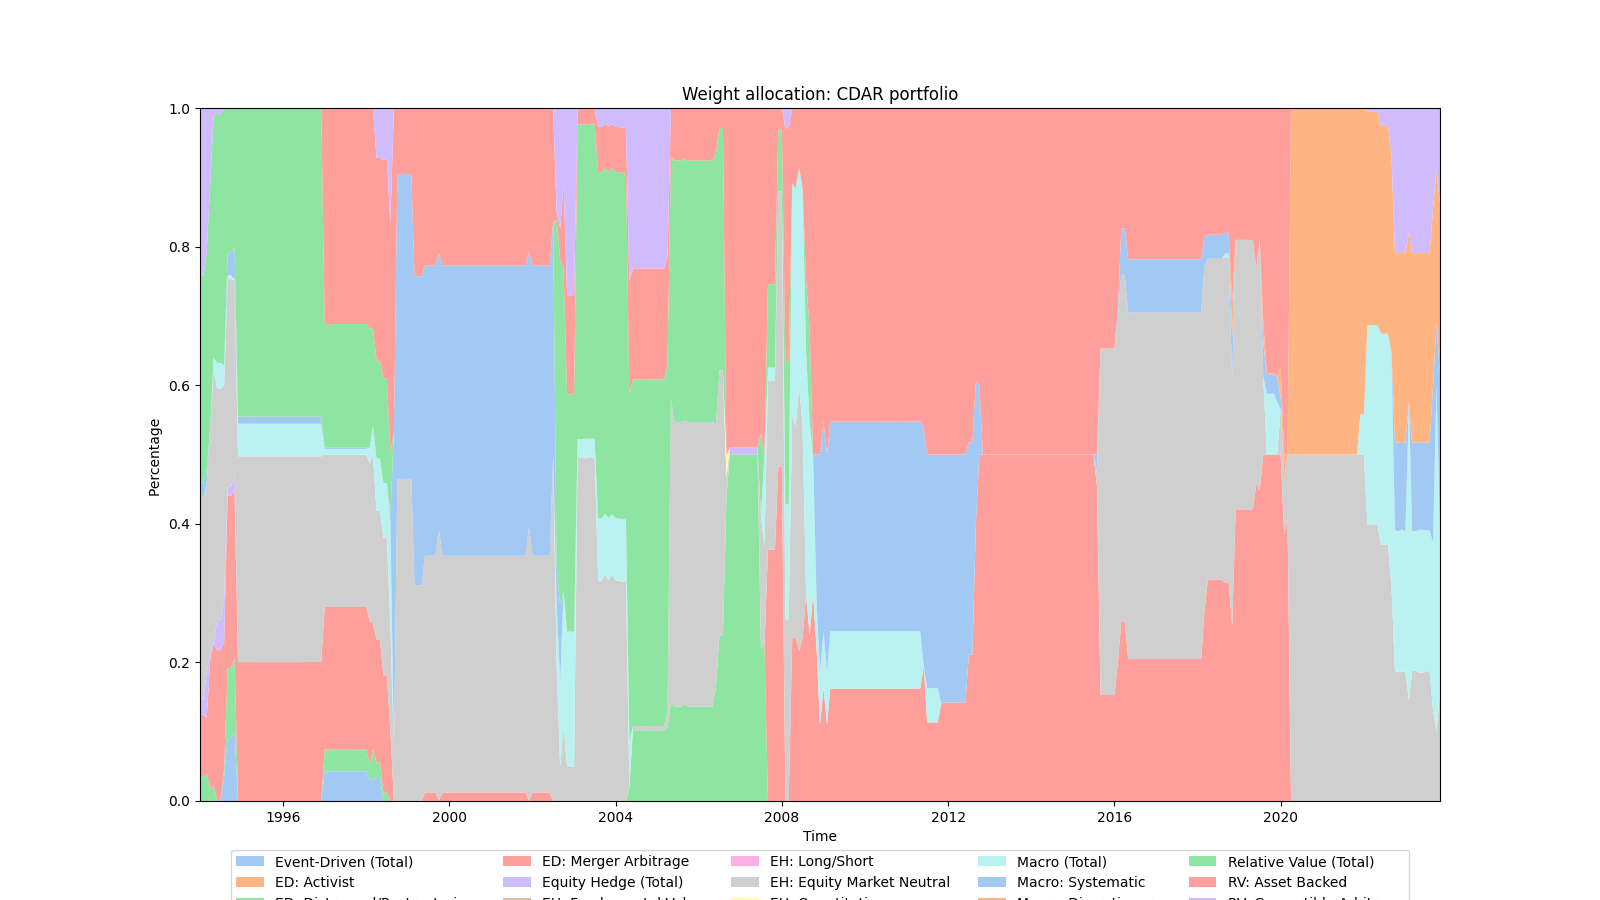 Weight allocation: CDAR portfolio
1.0
0.8
0.6
0.4
0.2
0.0
Percentage
1996 2000 2004 2008 2012 2016 2020
Time
Event-Driven (Total) ED: Merger Arbitrage EH: Long/Short Macro (Total) Relative Value (Total)
ED: Activist Equity Hedge (Total) EH: Equity Market Neutral Macro: Systematic RV: Asset Backed